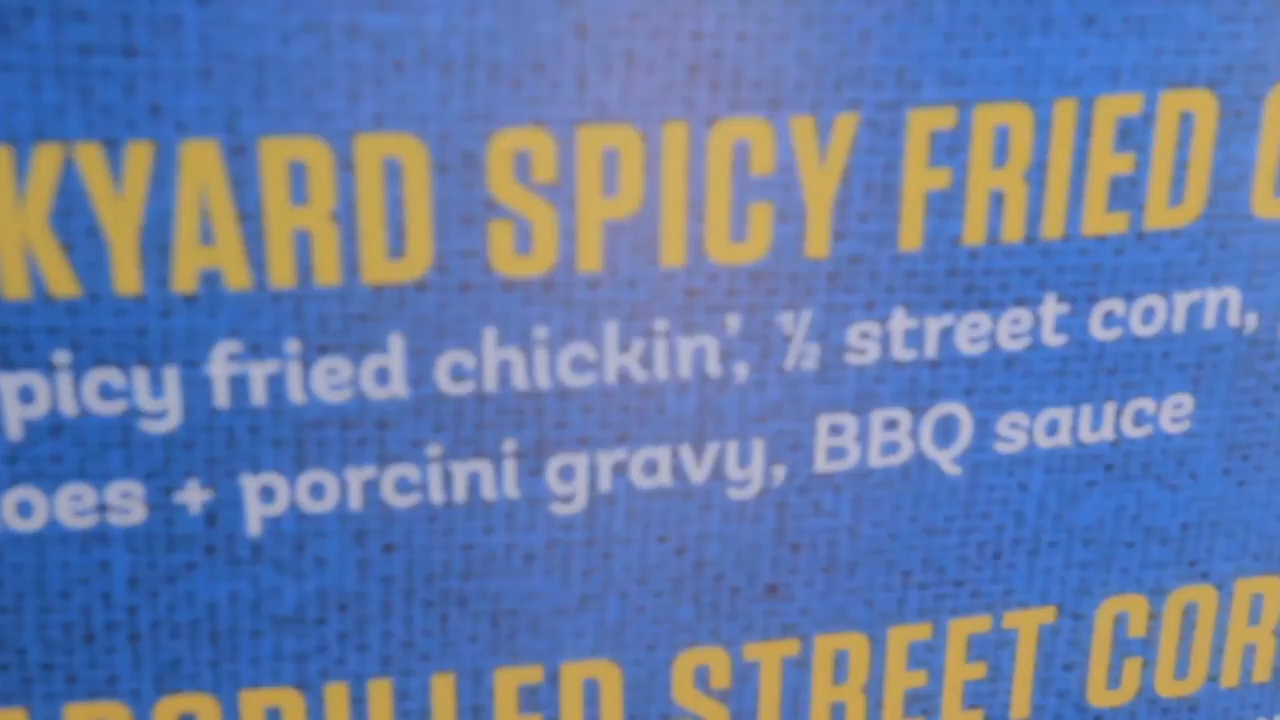 KYARD SPICY FRIED C
picy fried chickin', ½ street corn,
oes + porcini gravy, BBQ sauce
STREET COR